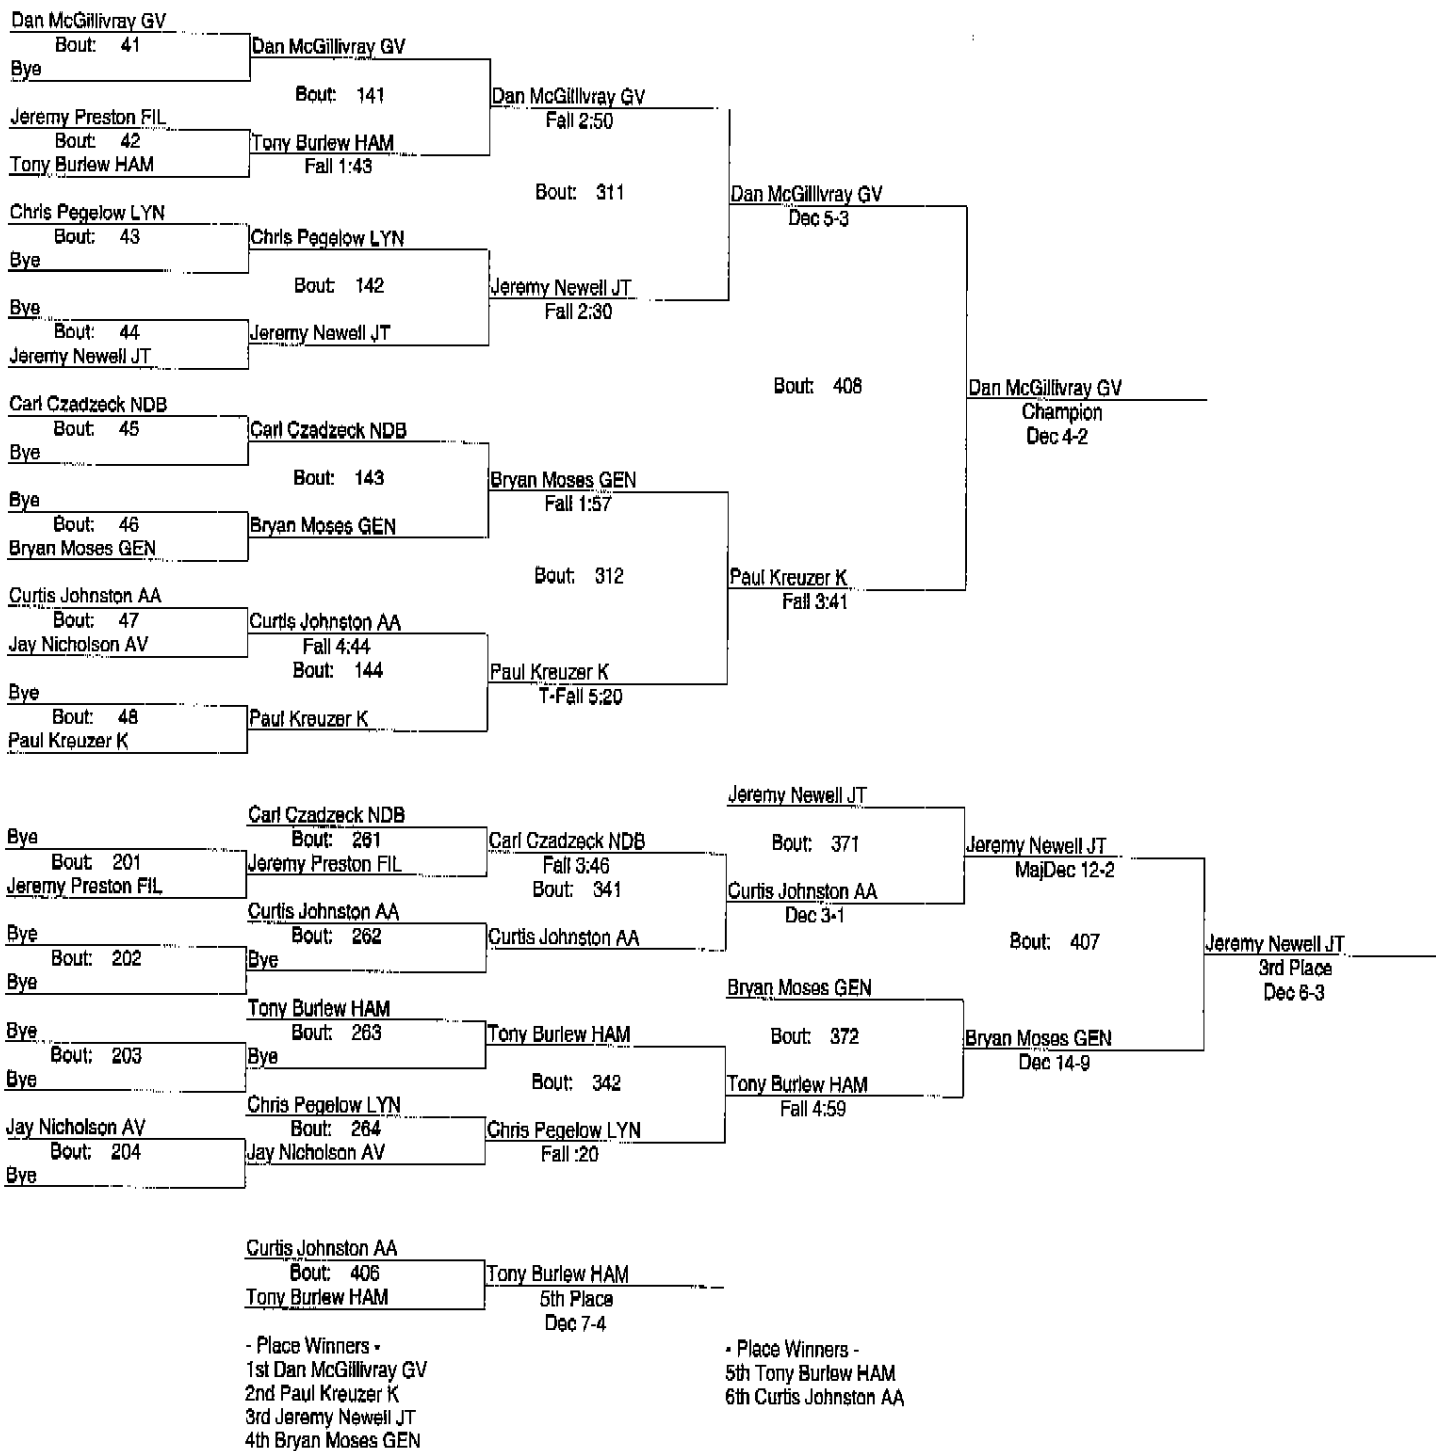 Dan McGillivray GV
Bout: 41
Bye
Dan McGillivray GV
Bout: 141
Jeremy Preston FIL
Bout: 42
Tony Burlew HAM
Tony Burlew HAM
Fall 1:43
Dan McGillivray GV
Fall 2:50
Bout: 311
Chris Pegelow LYN
Bout: 43
Bye
Chris Pegelow LYN
Bout: 142
Bye
Bout: 44
Jeremy Newell JT
Jeremy Newell JT
Jeremy Newell JT
Fall 2:30
Dan McGillivray GV
Dec 5-3
Bout: 408
Carl Czadzeck NDB
Bout: 45
Bye
Carl Czadzeck NDB
Bout: 143
Bye
Bout: 46
Bryan Moses GEN
Bryan Moses GEN
Bryan Moses GEN
Fall 1:57
Bout: 312
Curtis Johnston AA
Bout: 47
Jay Nicholson AV
Curtis Johnston AA
Fall 4:44
Bout: 144
Bye
Bout: 48
Paul Kreuzer K
Paul Kreuzer K
Paul Kreuzer K
T-Fall 5:20
Paul Kreuzer K
Fall 3:41
Dan McGillivray GV
Champion
Dec 4-2
Bye
Bout: 201
Jeremy Preston FIL
Carl Czadzeck NDB
Bout: 261
Jeremy Preston FIL
Carl Czadzeck NDB
Fall 3:46
Bout: 341
Bye
Bout: 202
Bye
Curtis Johnston AA
Bout: 262
Bye
Curtis Johnston AA
Jeremy Newell JT
Bout: 371
Curtis Johnston AA
Dec 3-1
Jeremy Newell JT
MajDec 12-2
Bout: 407
Bye
Bout: 203
Bye
Tony Burlew HAM
Bout: 263
Bye
Tony Burlew HAM
Bout: 342
Jay Nicholson AV
Bout: 204
Bye
Chris Pegelow LYN
Bout: 264
Jay Nicholson AV
Chris Pegelow LYN
Fall :20
Bryan Moses GEN
Bout: 372
Tony Burlew HAM
Fall 4:59
Bryan Moses GEN
Dec 14-9
Jeremy Newell JT
3rd Place
Dec 6-3
Curtis Johnston AA
Bout: 406
Tony Burlew HAM
Tony Burlew HAM
5th Place
Dec 7-4
- Place Winners -
1st Dan McGillivray GV
2nd Paul Kreuzer K
3rd Jeremy Newell JT
4th Bryan Moses GEN
- Place Winners -
5th Tony Burlew HAM
6th Curtis Johnston AA